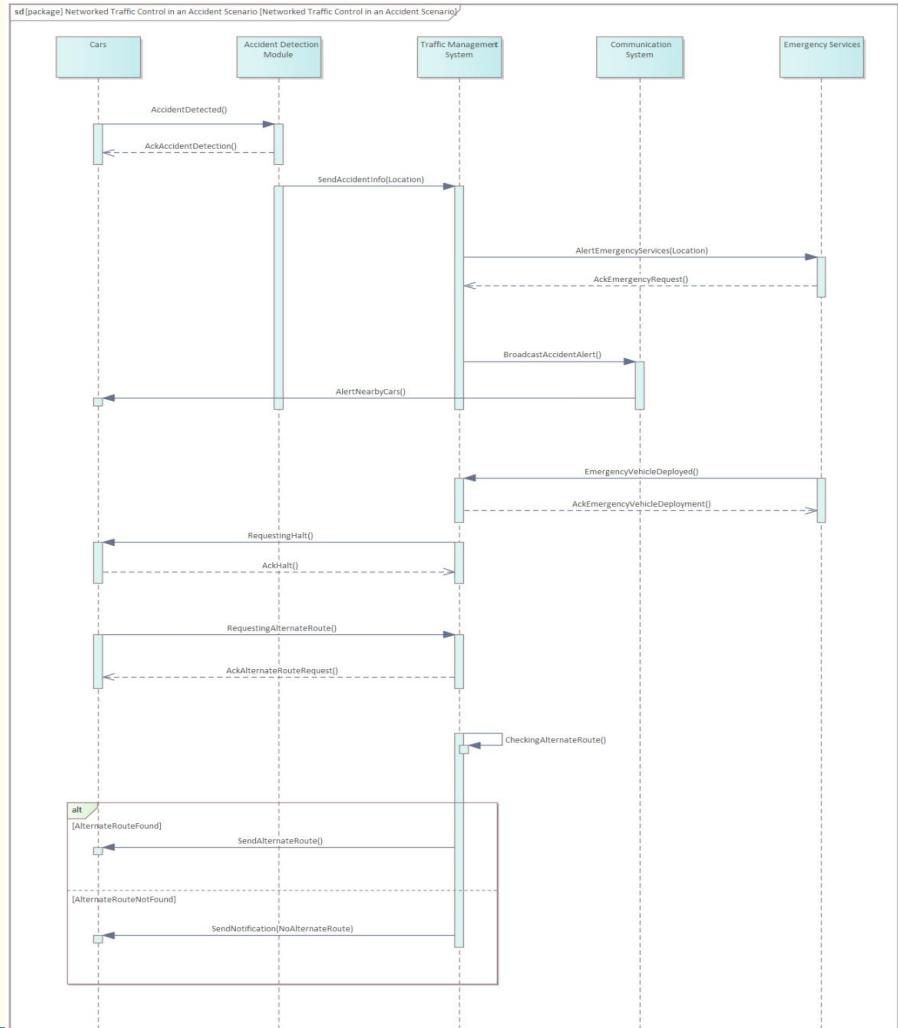 sd [package] Networked Traffic Control in an Accident Scenario [Networked Traffic Control in an Accident Scenario]
Cars
Accident Detection
Module
Traffic Management
System
Communication
System
Emergency Services
AccidentDetected()
AckAccidentDetection()
SendAccidentInfo(Location)
AlertEmergencyServices(Location)
AckEmergencyRequest()
BroadcastAccidentAlert()
AlertNearbyCars()
EmergencyVehicleDeployed()
AckEmergencyVehicleDeployment()
RequestingHalt()
AckHalt()
RequestingAlternateRoute()
AckAlternateRouteRequest()
CheckingAlternateRoute()
alt
[AlternateRouteFound]
SendAlternateRoute()
[AlternateRouteNotFound]
SendNotification(NoAlternateRoute)